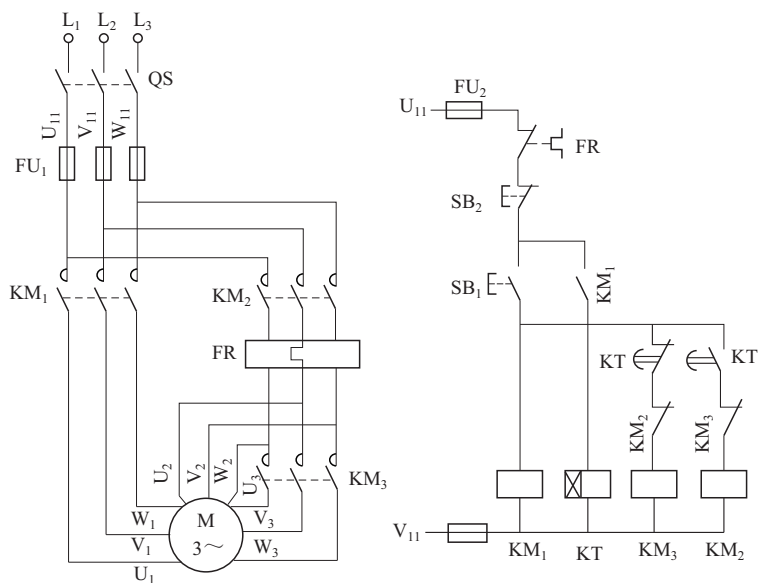 L₁ L₂ L₃
QS
U₁₁ V₁₁ W₁₁
FU₁
KM₁
KM₂
FR
U₂ V₂ W₂ U₃
KM₃
W₁
V₁
U₁
M
3～
V₃
W₃
FU₂
U₁₁
FR
SB₂
SB₁
KM₁
KT
KT
KM₂
KM₃
V₁₁
KM₁
KT
KM₃
KM₂